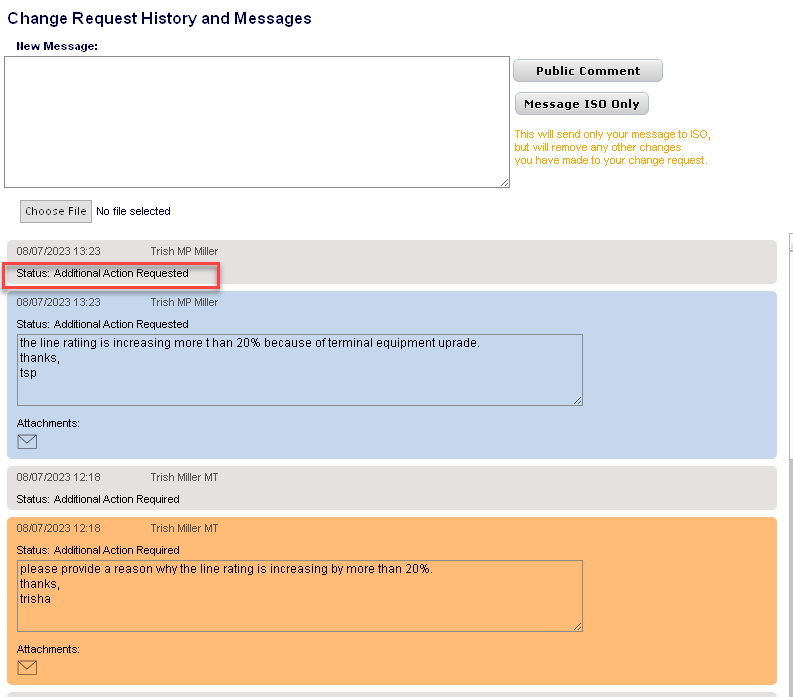 Change Request History and Messages
New Message:
Public Comment
Message ISO Only
This will send only your message to ISO,
but will remove any other changes
you have made to your change request.
Choose File No file selected
08/07/2023 13:23 Trish MP Miller
Status: Additional Action Requested
08/07/2023 13:23 Trish MP Miller
Status: Additional Action Requested
the line ratiing is increasing more t han 20% because of terminal equipment uprade.
thanks,
tsp
Attachments:
08/07/2023 12:18 Trish Miller MT
Status: Additional Action Required
08/07/2023 12:18 Trish Miller MT
Status: Additional Action Required
please provide a reason why the line rating is increasing by more than 20%.
thanks,
trisha
Attachments: